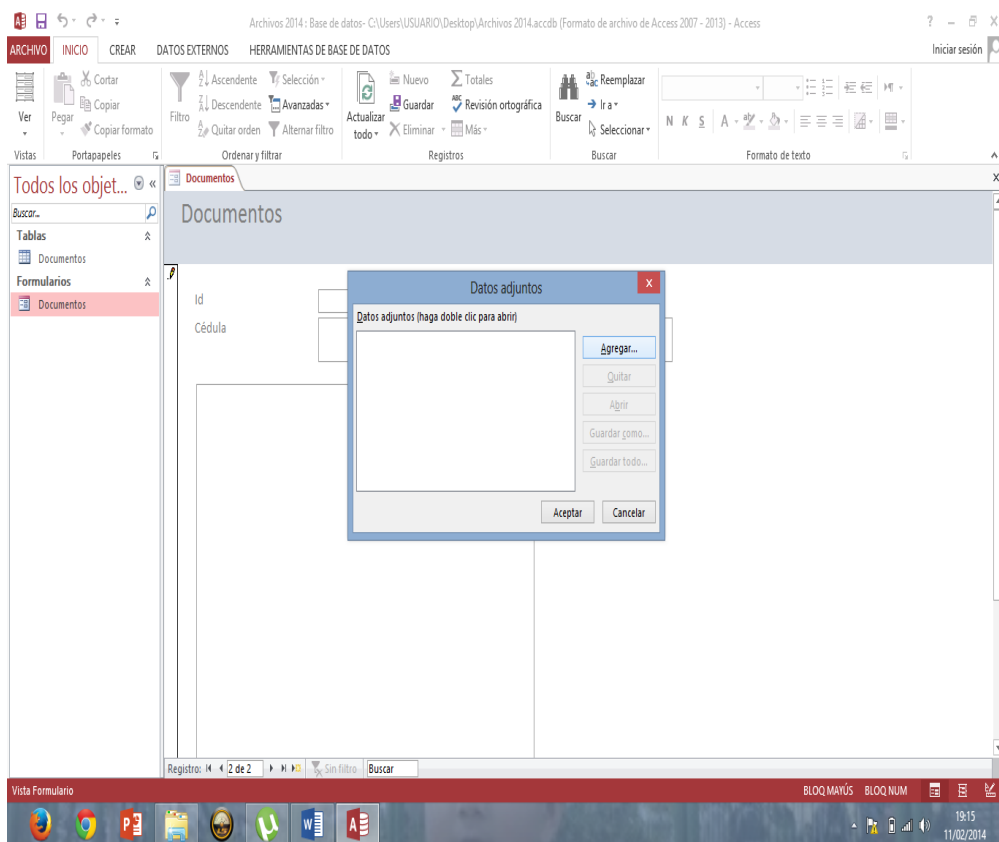 Archivos 2014 : Base de datos- C:\Users\USUARIO\Desktop\Archivos 2014.accdb (Formato de archivo de Access 2007 - 2013) - Access
ARCHIVO INICIO CREAR DATOS EXTERNOS HERRAMIENTAS DE BASE DE DATOS Iniciar sesión
Ver
Vistas
Pegar
Cortar
Copiar
Copiar formato
Portapapeles
Filtro
Ascendente
Descendente
Quitar orden
Selección
Avanzadas
Alternar filtro
Ordenar y filtrar
Actualizar
todo
Nuevo
Guardar
Eliminar
Totales
Revisión ortográfica
Más
Registros
Buscar
Reemplazar
Ir a
Seleccionar
Buscar
N K S A
Formato de texto
Todos los objet...
Buscar...
Tablas
Documentos
Formularios
Documentos
Documentos
Documentos
Id
Cédula
Datos adjuntos
Datos adjuntos (haga doble clic para abrir)
Agregar...
Quitar
Abrir
Guardar como...
Guardar todo...
Aceptar Cancelar
Registro: 2 de 2 Sin filtro Buscar
Vista Formulario BLOQ MAYÚS BLOQ NUM
19:15
11/02/2014